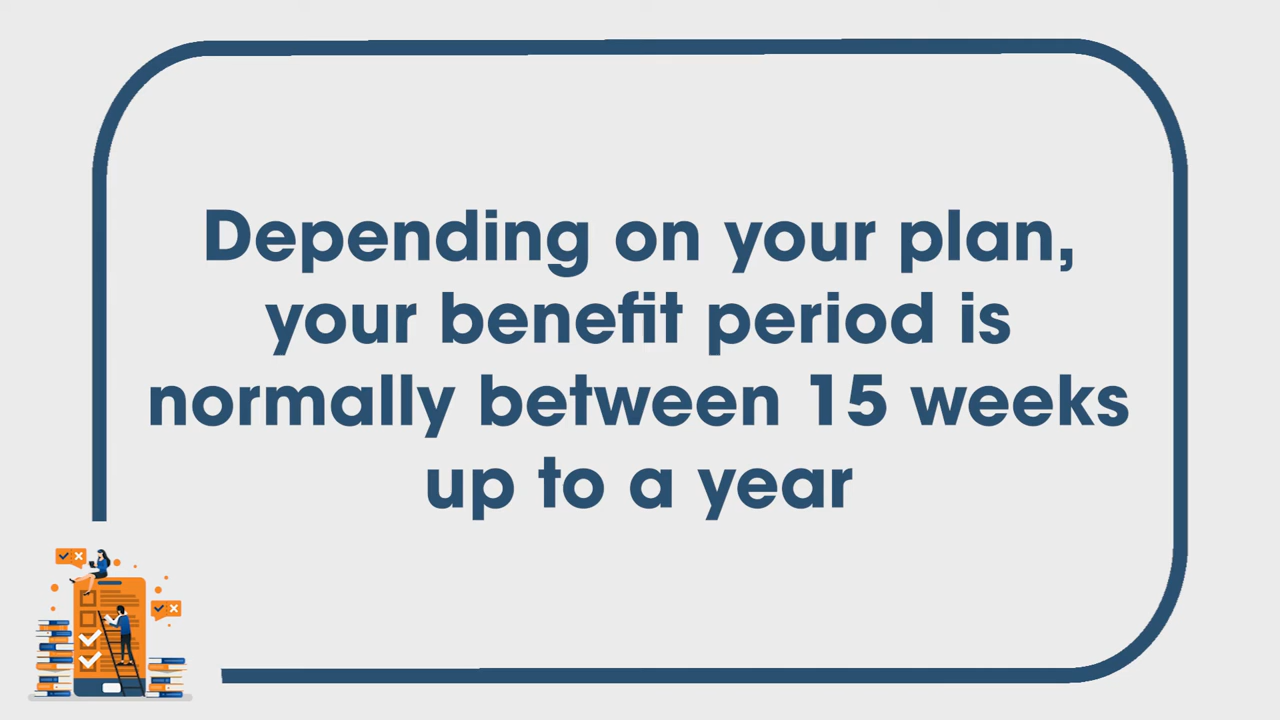 Depending on your plan,
your benefit period is
normally between 15 weeks
up to a year